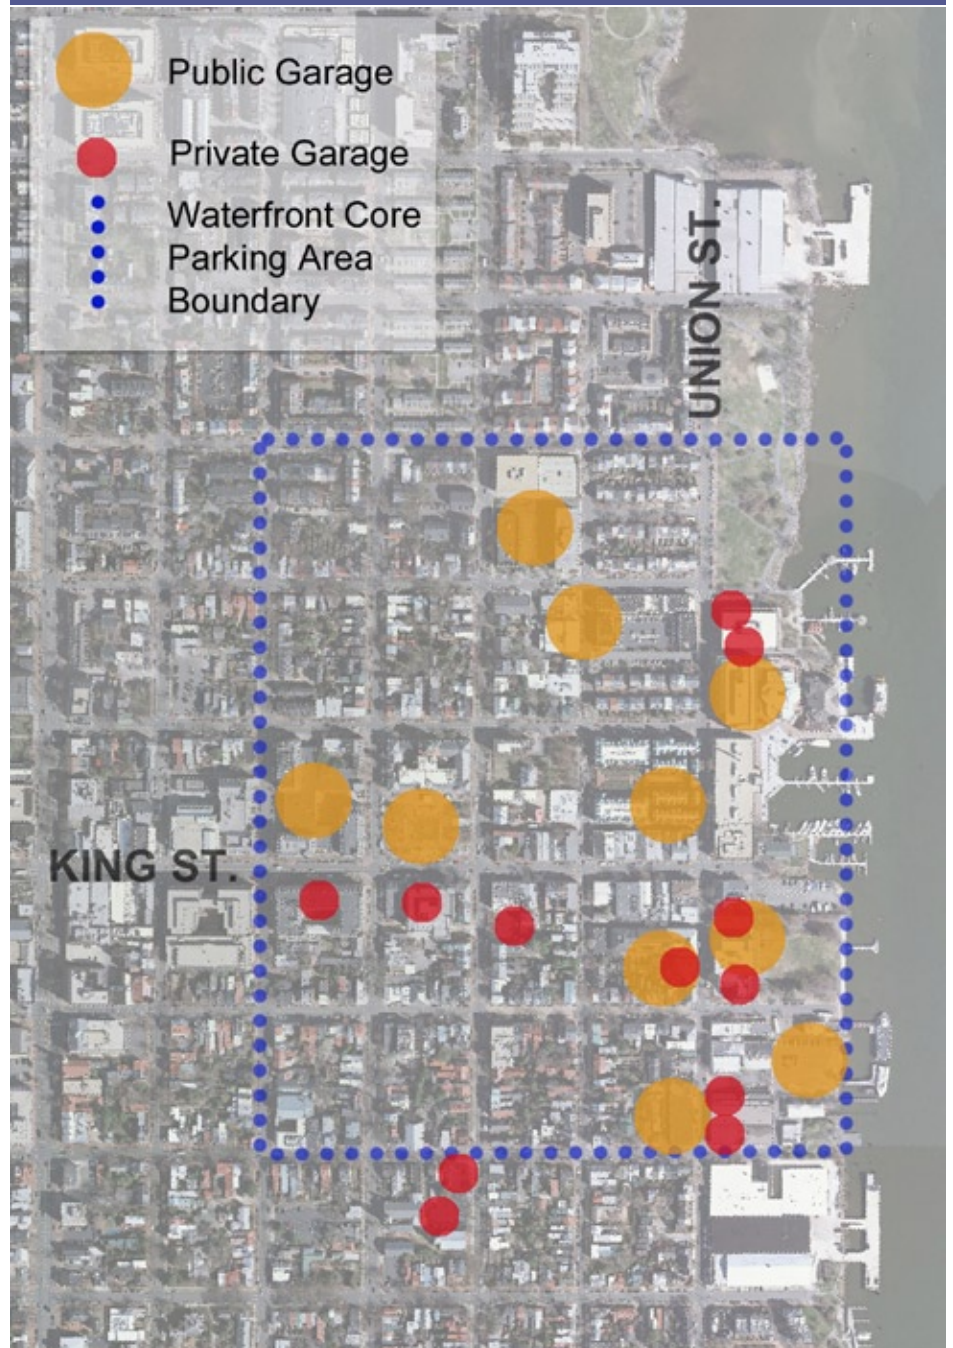 Public Garage
Private Garage
Waterfront Core
Parking Area
Boundary
UNION ST.
KING ST.